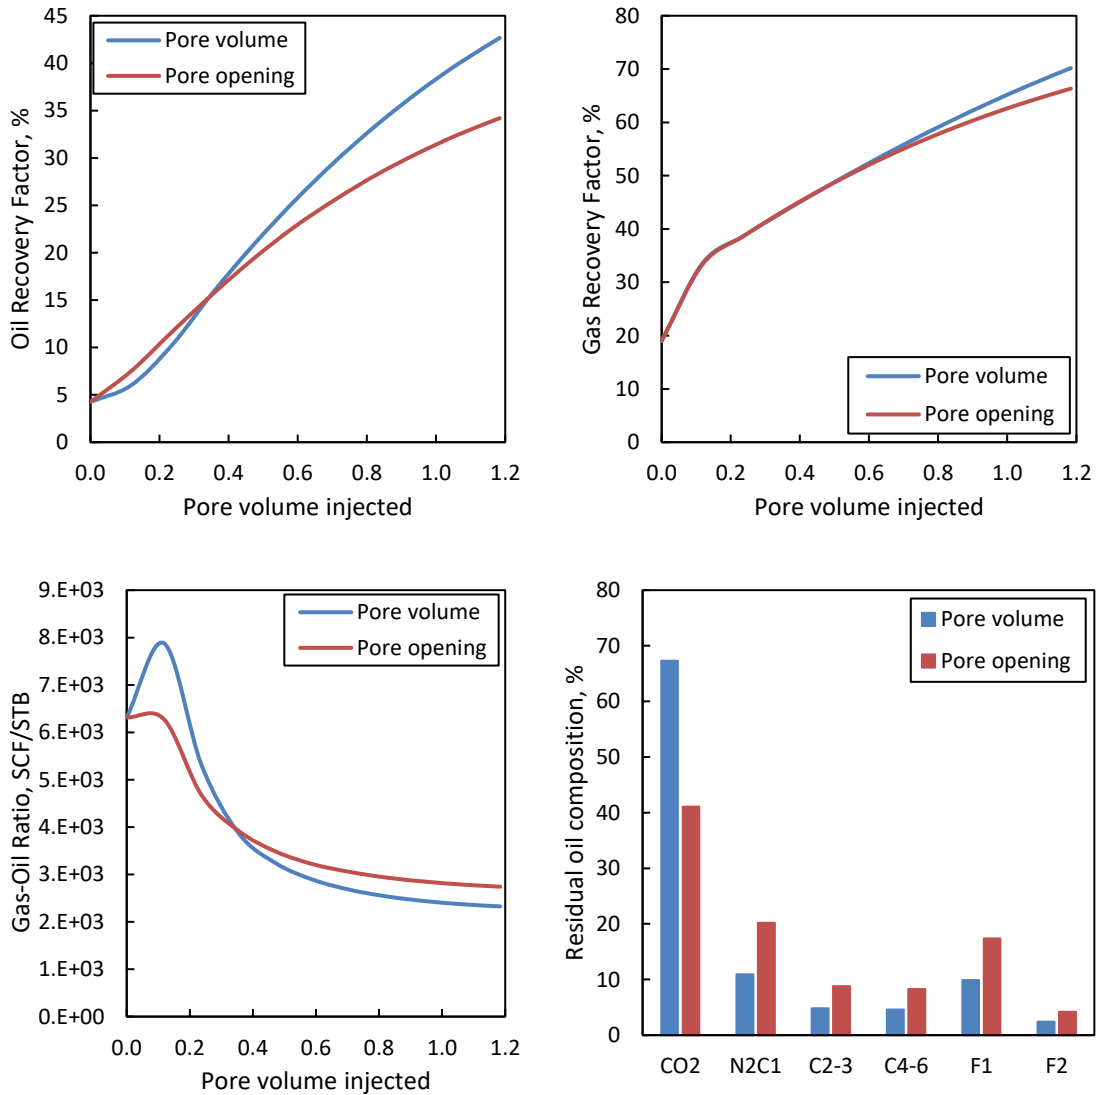 45
40
35
30
25
20
15
10
5
0
Oil Recovery Factor, %
Pore volume
Pore opening
0.0 0.2 0.4 0.6 0.8 1.0 1.2
Pore volume injected
80
70
60
50
40
30
20
10
0
Gas Recovery Factor, %
Pore volume
Pore opening
0.0 0.2 0.4 0.6 0.8 1.0 1.2
Pore volume injected
9.E+03
8.E+03
7.E+03
6.E+03
5.E+03
4.E+03
3.E+03
2.E+03
1.E+03
0.E+00
Gas-Oil Ratio, SCF/STB
Pore volume
Pore opening
0.0 0.2 0.4 0.6 0.8 1.0 1.2
Pore volume injected
80
70
60
50
40
30
20
10
0
Residual oil composition, %
Pore volume
Pore opening
CO2 N2C1 C2-3 C4-6 F1 F2